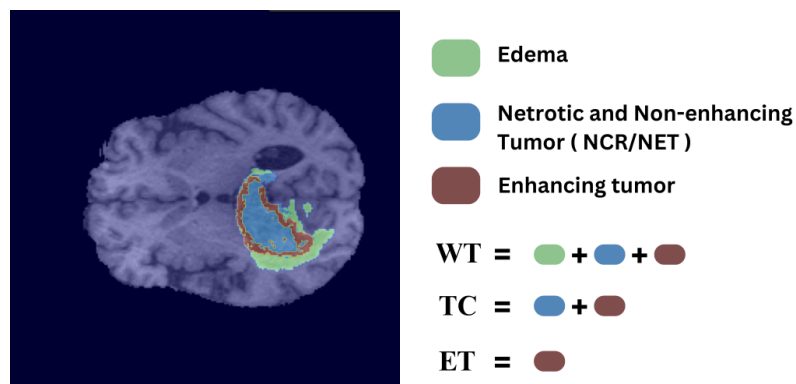 Edema
Netrotic and Non-enhancing
Tumor ( NCR/NET )
Enhancing tumor
WT = + +
TC = +
ET =